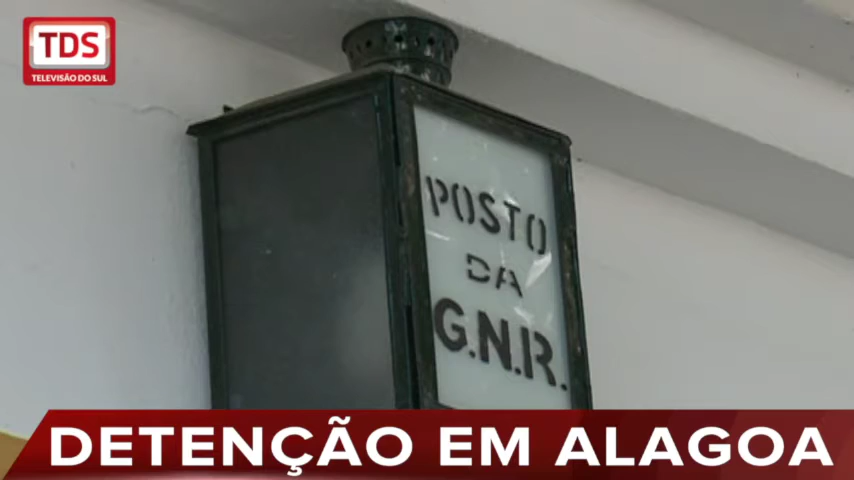 TDS
TELEVISÃO DO SUL
POSTO
DA
G.N.R.
DETENÇÃO EM ALAGOA